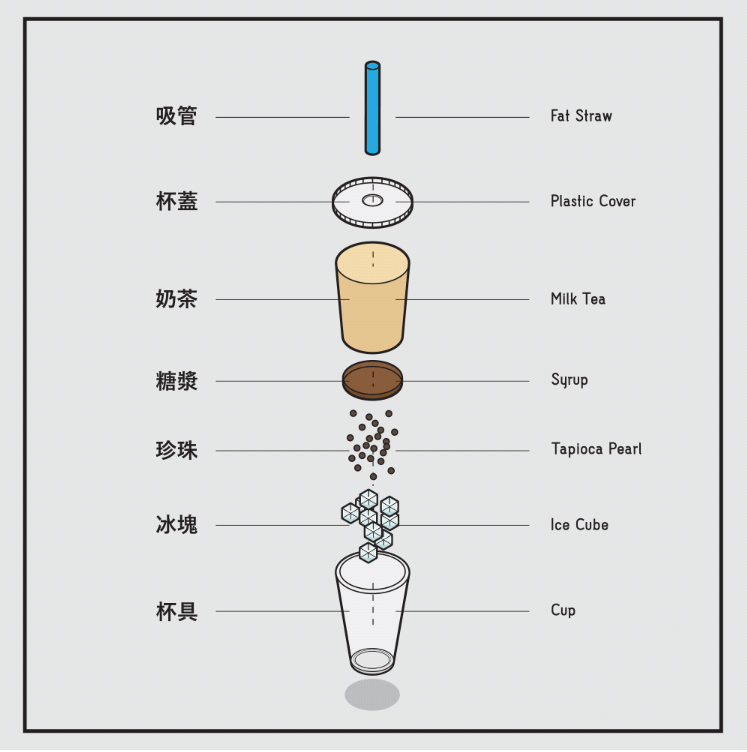 吸管 Fat Straw
杯蓋 Plastic Cover
奶茶 Milk Tea
糖漿 Syrup
珍珠 Tapioca Pearl
冰塊 Ice Cube
杯具 Cup